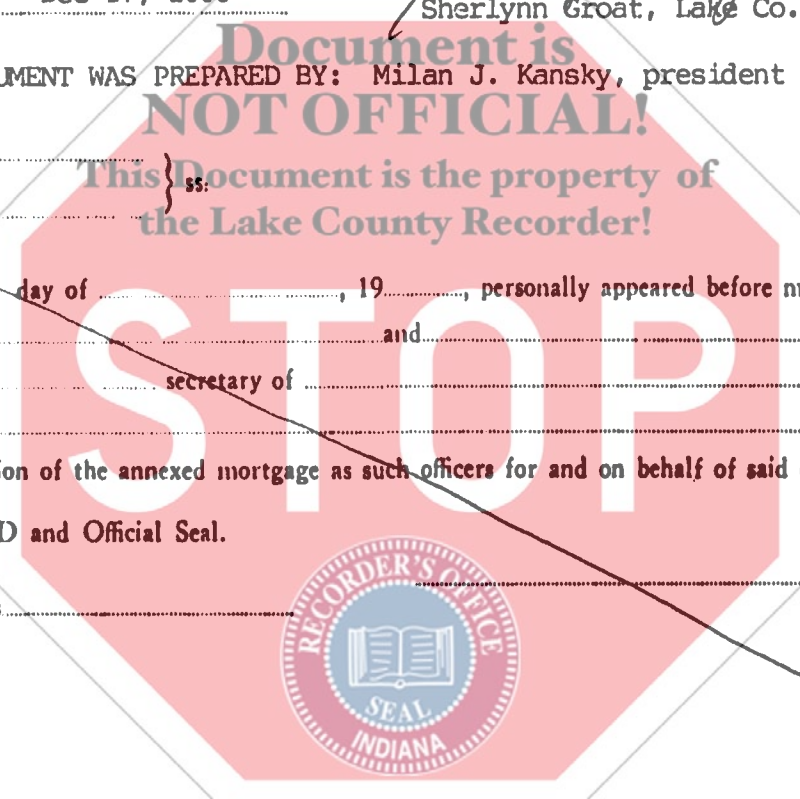 Sherlynn Groat, Lake Co.
Document is
UMENT WAS PREPARED BY: Milan J. Kansky, president
NOT OFFICIAL!
This Document is the property of
ss:
the Lake County Recorder!
day of ..., 19..., personally appeared before m
and
secretary of
STOP
ion of the annexed mortgage as such officers for and on behalf of said
D and Official Seal.
RECORDER'S OFFICE
SEAL
INDIANA